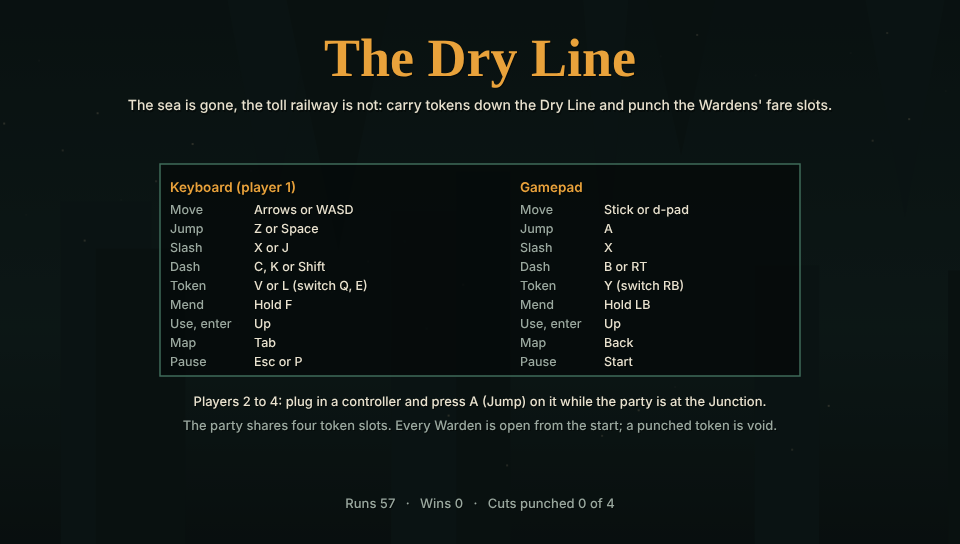 The Dry Line
The sea is gone, the toll railway is not: carry tokens down the Dry Line and punch the Wardens' fare slots.
Keyboard (player 1)
Move Arrows or WASD
Jump Z or Space
Slash X or J
Dash C, K or Shift
Token V or L (switch Q, E)
Mend Hold F
Use, enter Up
Map Tab
Pause Esc or P
Gamepad
Move Stick or d-pad
Jump A
Slash X
Dash B or RT
Token Y (switch RB)
Mend Hold LB
Use, enter Up
Map Back
Pause Start
Players 2 to 4: plug in a controller and press A (Jump) on it while the party is at the Junction.
The party shares four token slots. Every Warden is open from the start; a punched token is void.
Runs 57 · Wins 0 · Cuts punched 0 of 4